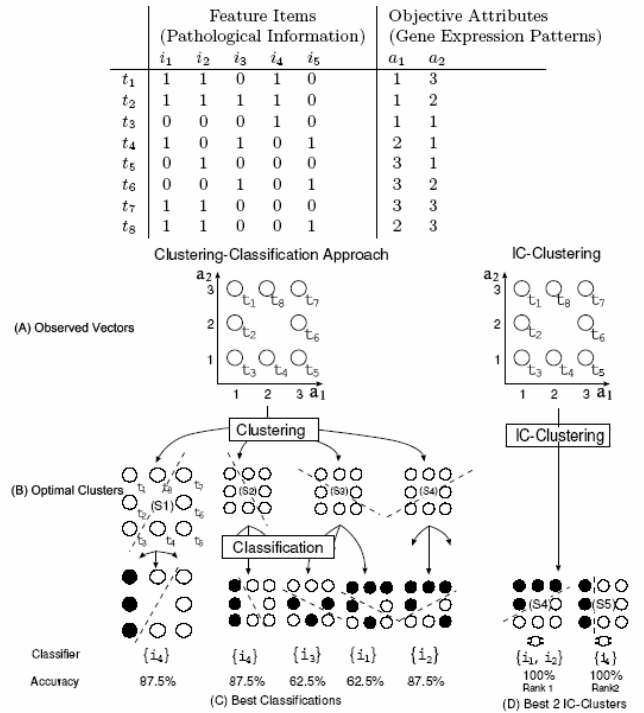 Feature Items Objective Attributes
(Pathological Information) (Gene Expression Patterns)
i1 i2 i3 i4 i5 a1 a2
t1 1 1 0 1 0 1 3
t2 1 1 1 1 0 1 2
t3 0 0 0 1 0 1 1
t4 1 0 1 0 1 2 1
t5 0 1 0 0 0 3 1
t6 0 0 1 0 1 3 2
t7 1 1 0 0 0 3 3
t8 1 1 0 0 1 2 3
Clustering-Classification Approach IC-Clustering
a2 a2
3 t1 t8 t7 3 t1 t8 t7
(A) Observed Vectors
2 t2 t6 2 t2 t6
1 t3 t4 t5 1 t3 t4 t5
1 2 3 a1 1 2 3 a1
Clustering IC-Clustering
t1 t8 t7
(B) Optimal Clusters (S1) (S2) (S3) (S4)
t2 t6
t3 t4 t5
Classification
(S4) (S5)
Classifier {i4} {i4} {i3} {i1} {i2} {i1, i2} {i4}
Accuracy 87.5% 87.5% 62.5% 62.5% 87.5% 100% 100%
Rank 1 Rank2
(C) Best Classifications (D) Best 2 IC-Clusters